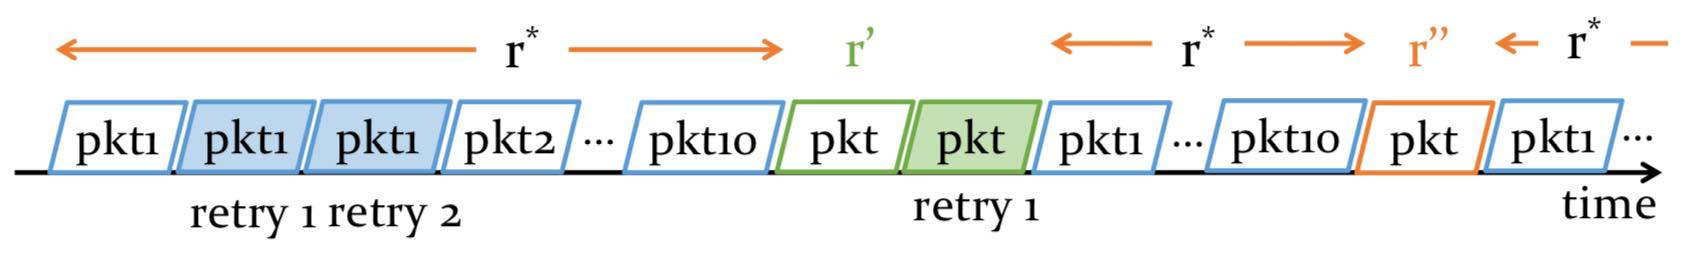 r* r’ r* r” r*
pkt1 pkt1 pkt1 pkt2 ... pkt10 pkt pkt pkt1 ... pkt10 pkt pkt1 ...
retry 1 retry 2 retry 1 time